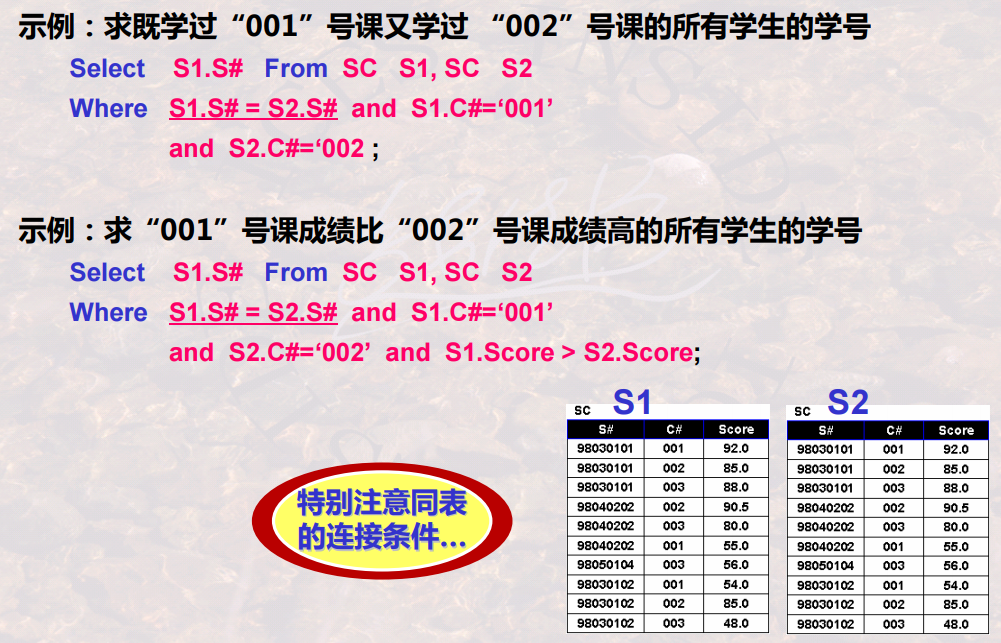 示例：求既学过“001”号课又学过 “002”号课的所有学生的学号
Select S1.S# From SC S1, SC S2
Where S1.S# = S2.S# and S1.C#=‘001’
and S2.C#=‘002 ;
示例：求“001”号课成绩比“002”号课成绩高的所有学生的学号
Select S1.S# From SC S1, SC S2
Where S1.S# = S2.S# and S1.C#=‘001’
and S2.C#=‘002’ and S1.Score > S2.Score;
特别注意同表
的连接条件...
SC S1
S# C# Score
98030101 001 92.0
98030101 002 85.0
98030101 003 88.0
98040202 002 90.5
98040202 003 80.0
98040202 001 55.0
98050104 003 56.0
98030102 001 54.0
98030102 002 85.0
98030102 003 48.0
SC S2
S# C# Score
98030101 001 92.0
98030101 002 85.0
98030101 003 88.0
98040202 002 90.5
98040202 003 80.0
98040202 001 55.0
98050104 003 56.0
98030102 001 54.0
98030102 002 85.0
98030102 003 48.0